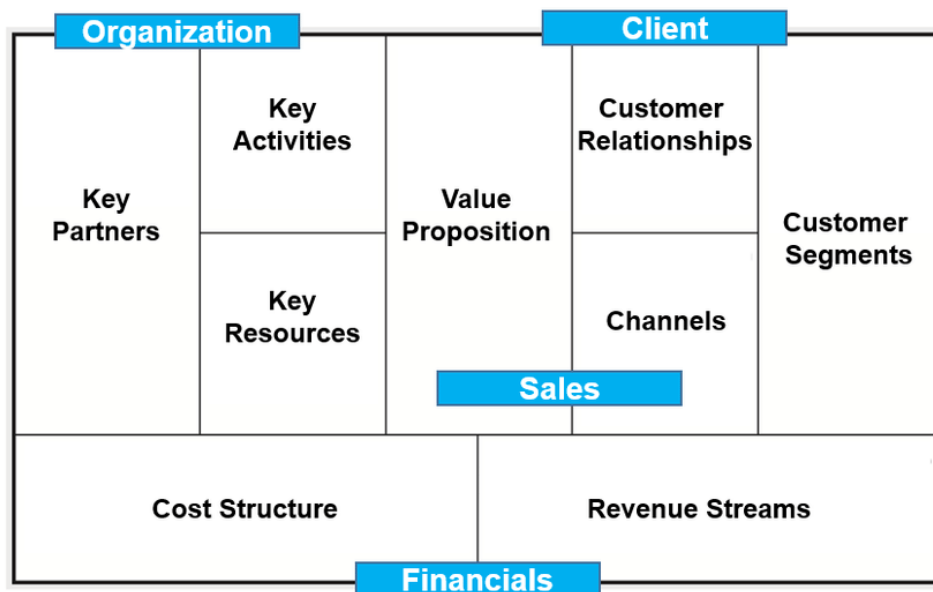 Organization
Client
Key
Partners
Key
Activities
Key
Resources
Value
Proposition
Customer
Relationships
Channels
Customer
Segments
Sales
Cost Structure
Revenue Streams
Financials